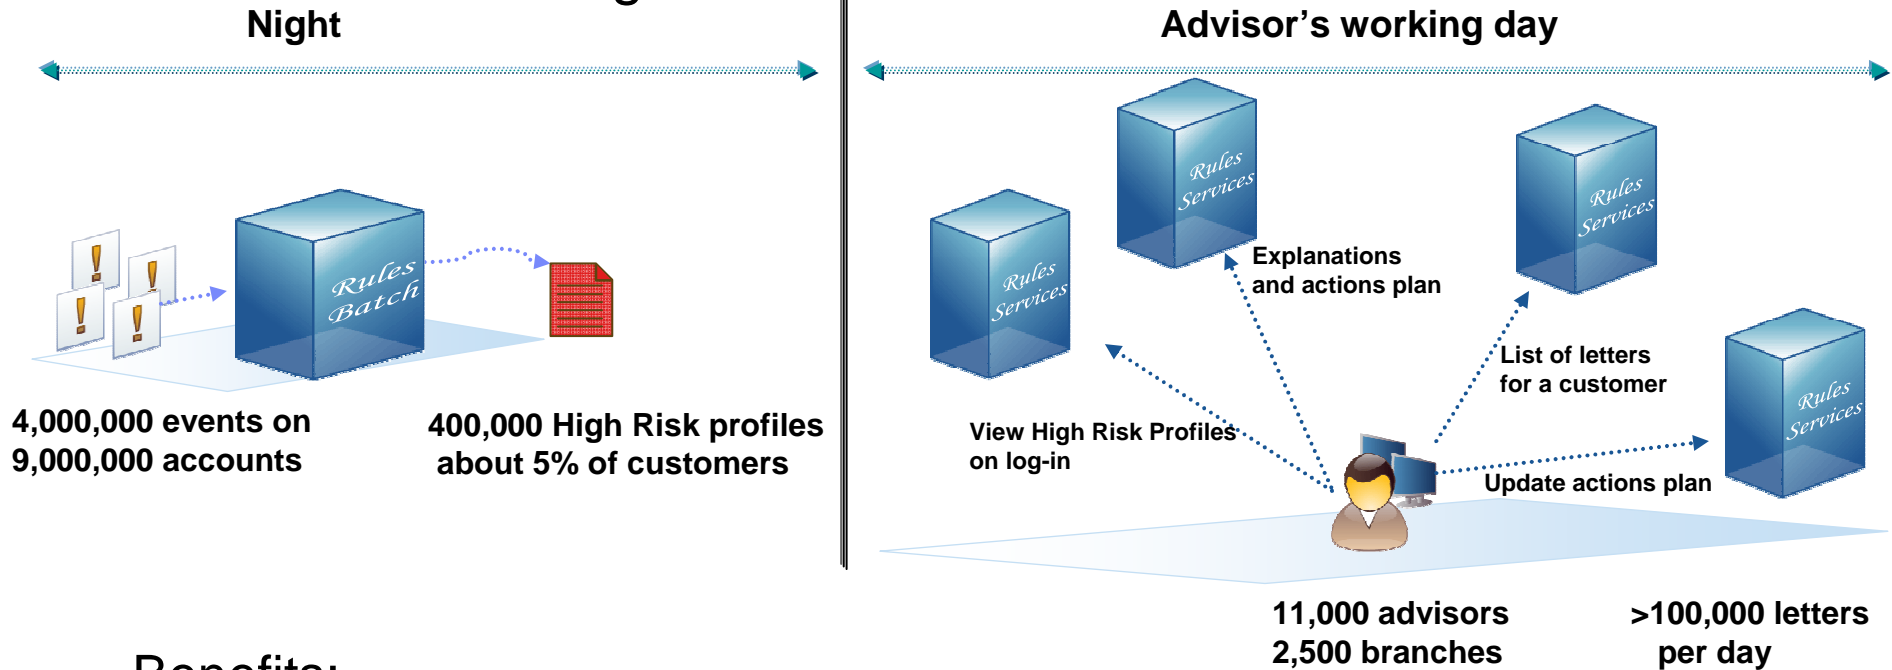 Night
Rules
Batch
4,000,000 events on
9,000,000 accounts
400,000 High Risk profiles
about 5% of customers
Advisor's working day
Rules
Services
Rules
Services
Rules
Services
Rules
Services
Explanations
and actions plan
List of letters
for a customer
View High Risk Profiles
on log-in
Update actions plan
11,000 advisors
2,500 branches
>100,000 letters
per day
Benefits: